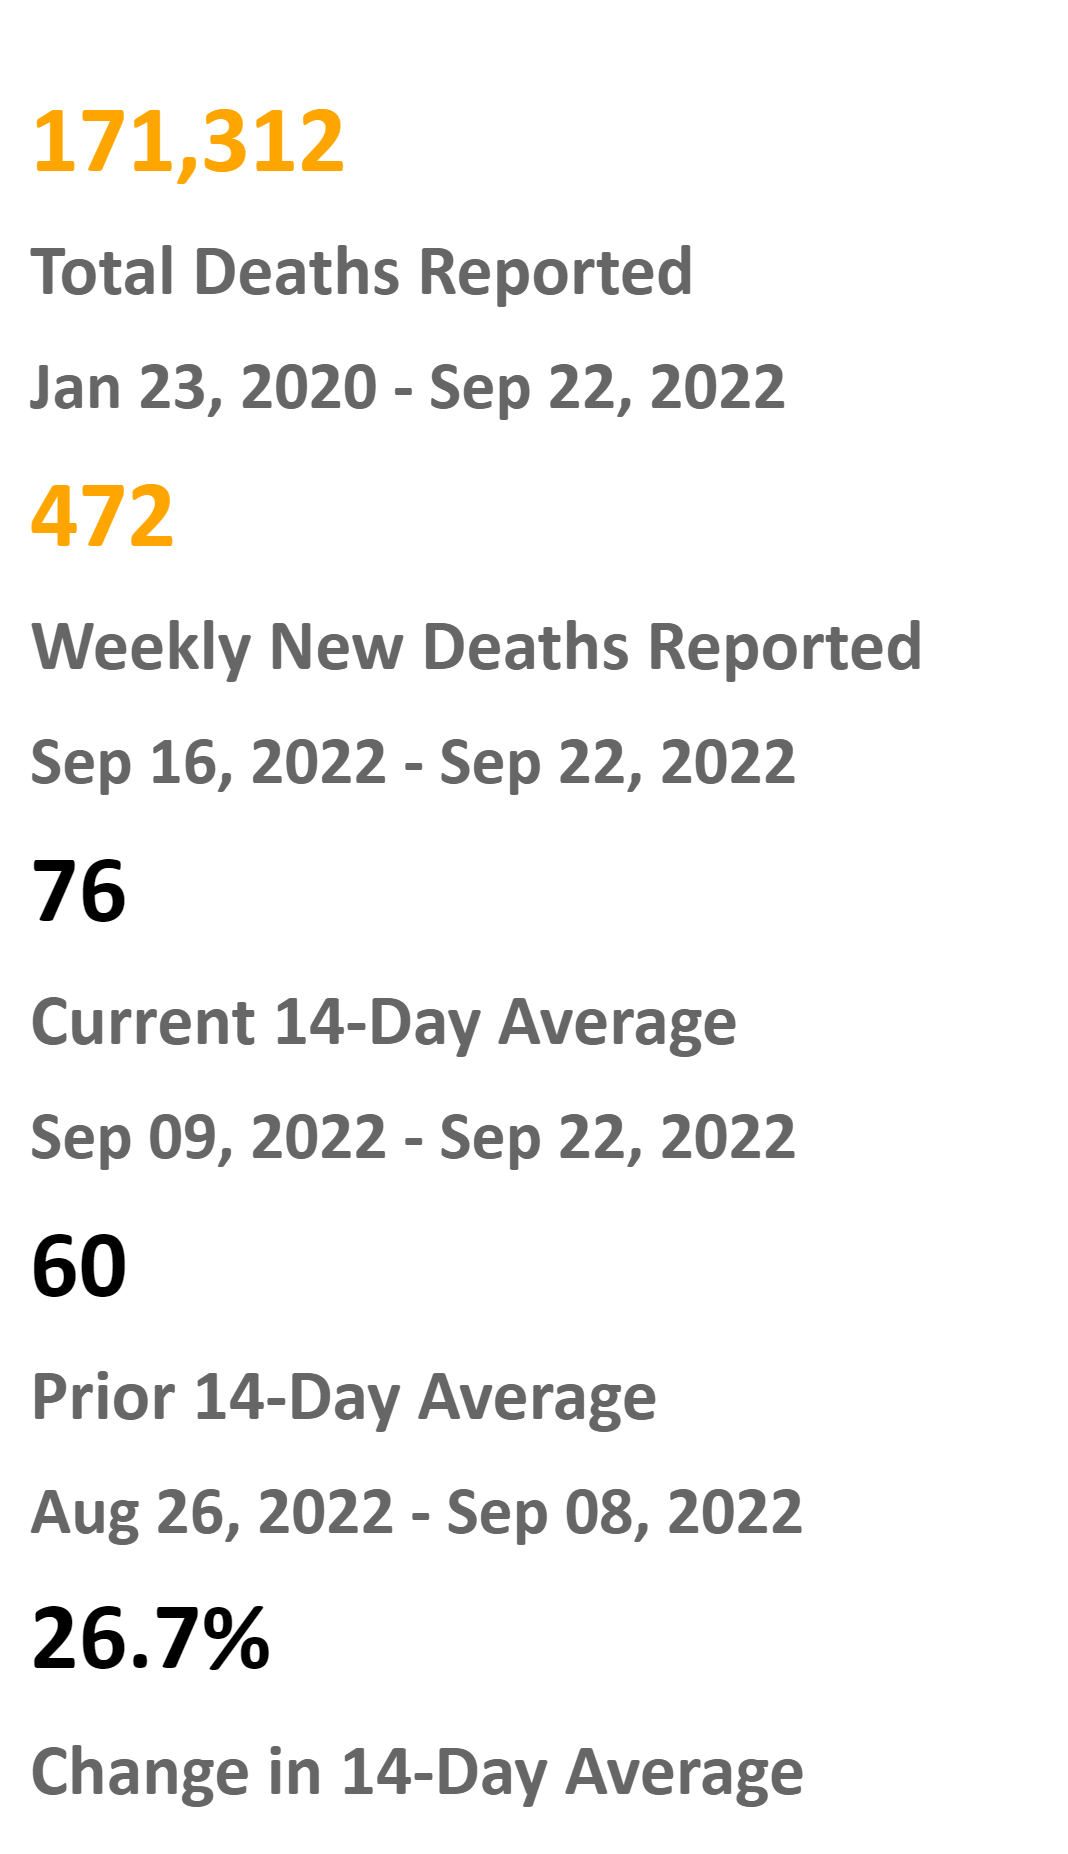 171,312
Total Deaths Reported
Jan 23, 2020 - Sep 22, 2022
472
Weekly New Deaths Reported
Sep 16, 2022 - Sep 22, 2022
76
Current 14-Day Average
Sep 09, 2022 - Sep 22, 2022
60
Prior 14-Day Average
Aug 26, 2022 - Sep 08, 2022
26.7%
Change in 14-Day Average